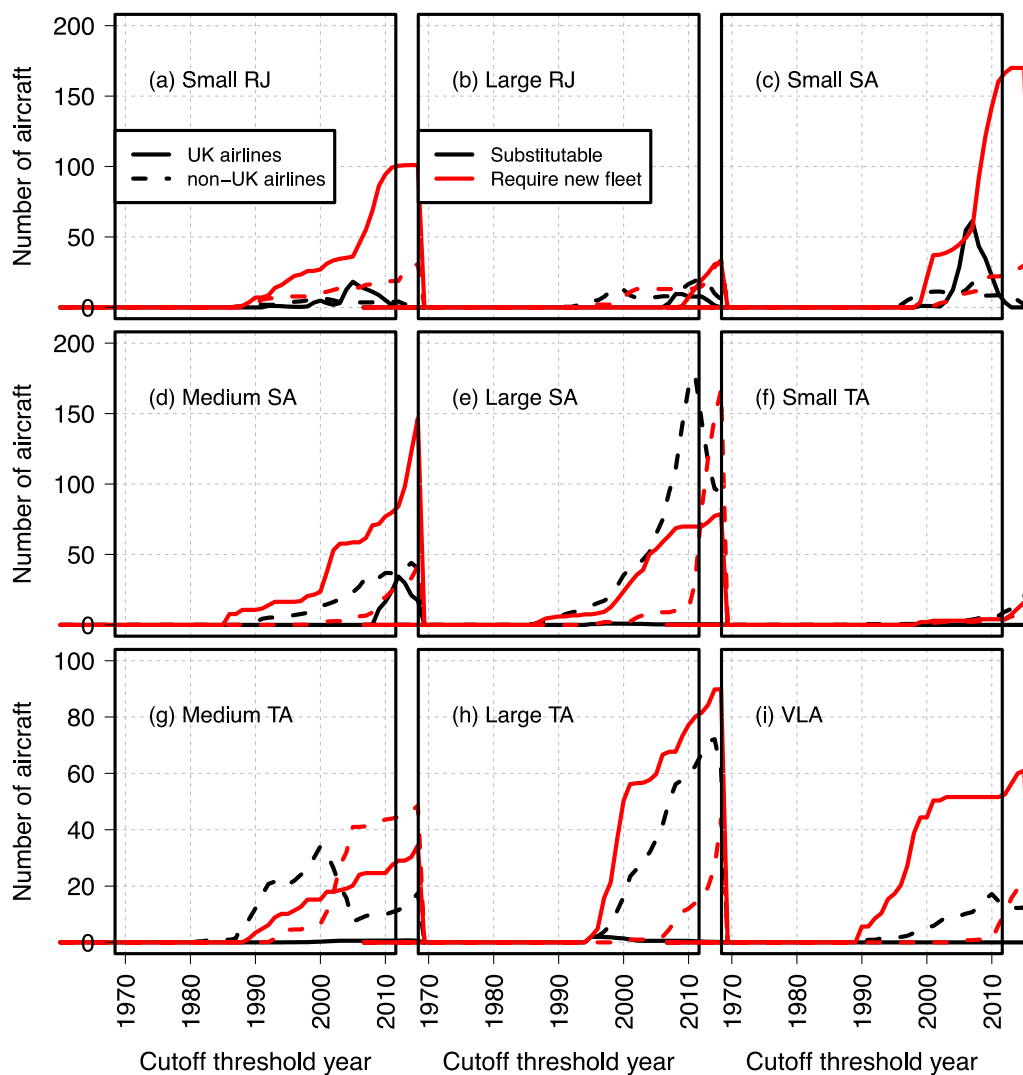 200
150
100
50
0
Number of aircraft
(a) Small RJ
(b) Large RJ
(c) Small SA
UK airlines
non−UK airlines
Substitutable
Require new fleet
200
150
100
50
0
Number of aircraft
(d) Medium SA
(e) Large SA
(f) Small TA
100
80
60
40
20
0
Number of aircraft
(g) Medium TA
(h) Large TA
(i) VLA
1970 1980 1990 2000 2010 1970 1980 1990 2000 2010 1970 1980 1990 2000 2010
Cutoff threshold year Cutoff threshold year Cutoff threshold year